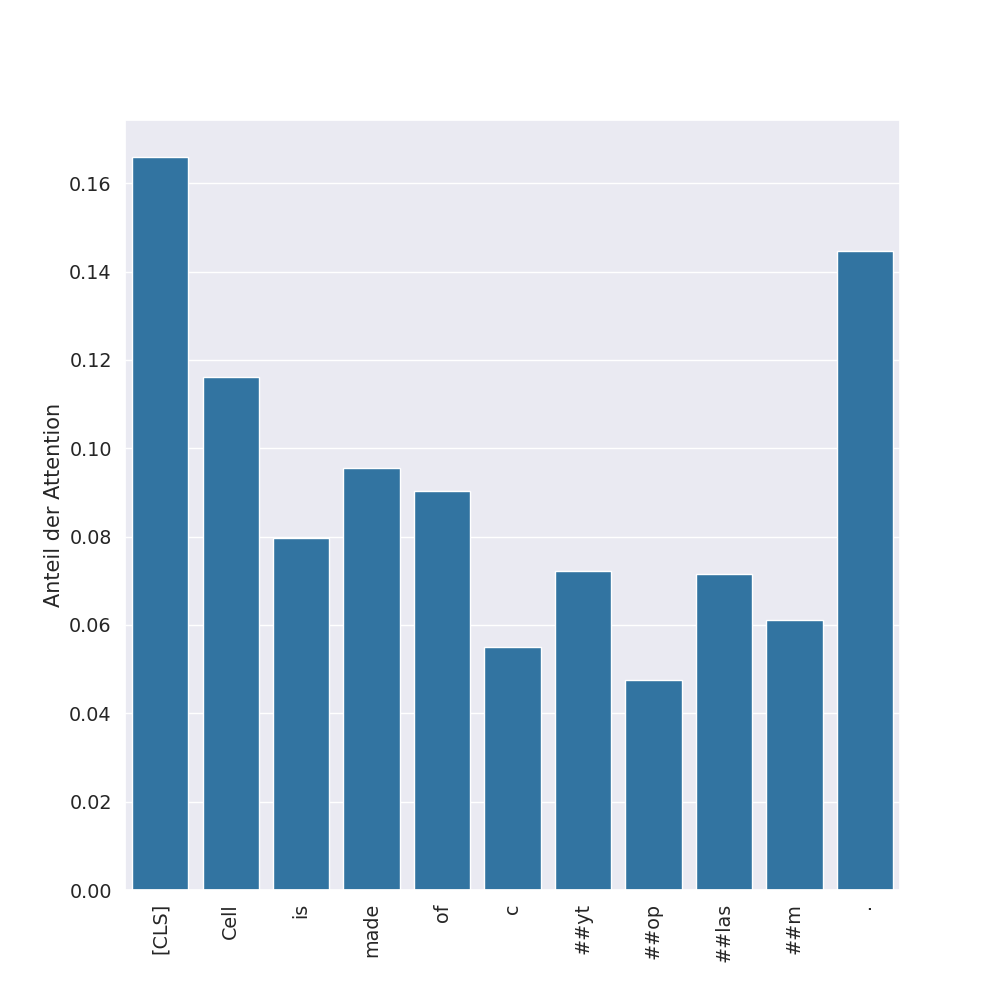 Anteil der Attention
0.16
0.14
0.12
0.10
0.08
0.06
0.04
0.02
0.00
[CLS]
Cell
is
made
of
c
##yt
##op
##las
##m
.